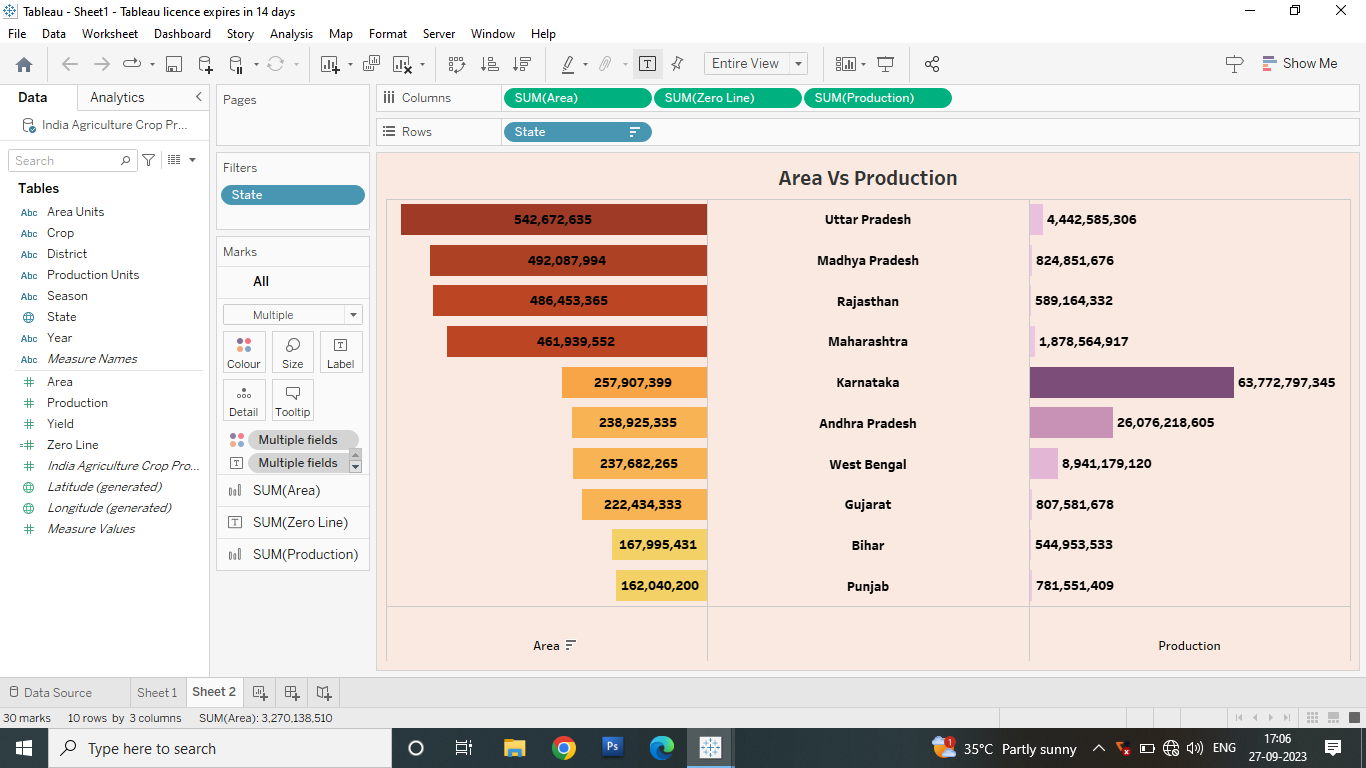 Tableau - Sheet1 - Tableau licence expires in 14 days
File Data Worksheet Dashboard Story Analysis Map Format Server Window Help
Entire View
Show Me
Data Analytics
India Agriculture Crop Pr...
Search
Tables
Abc Area Units
Abc Crop
Abc District
Abc Production Units
Abc Season
State
Abc Year
Abc Measure Names
Area
Production
Yield
Zero Line
India Agriculture Crop Pro...
Latitude (generated)
Longitude (generated)
Measure Values
Pages
Filters
State
Marks
All
Multiple
Colour Size Label
Detail Tooltip
Multiple fields
Multiple fields
SUM(Area)
SUM(Zero Line)
SUM(Production)
Columns SUM(Area) SUM(Zero Line) SUM(Production)
Rows State
Area Vs Production
542,672,635 Uttar Pradesh 4,442,585,306
492,087,994 Madhya Pradesh 824,851,676
486,453,365 Rajasthan 589,164,332
461,939,552 Maharashtra 1,878,564,917
257,907,399 Karnataka 63,772,797,345
238,925,335 Andhra Pradesh 26,076,218,605
237,682,265 West Bengal 8,941,179,120
222,434,333 Gujarat 807,581,678
167,995,431 Bihar 544,953,533
162,040,200 Punjab 781,551,409
Area Production
Data Source Sheet 1 Sheet 2
30 marks 10 rows by 3 columns SUM(Area): 3,270,138,510
Type here to search
Ps
1
35°C Partly sunny
ENG
17:06
27-09-2023